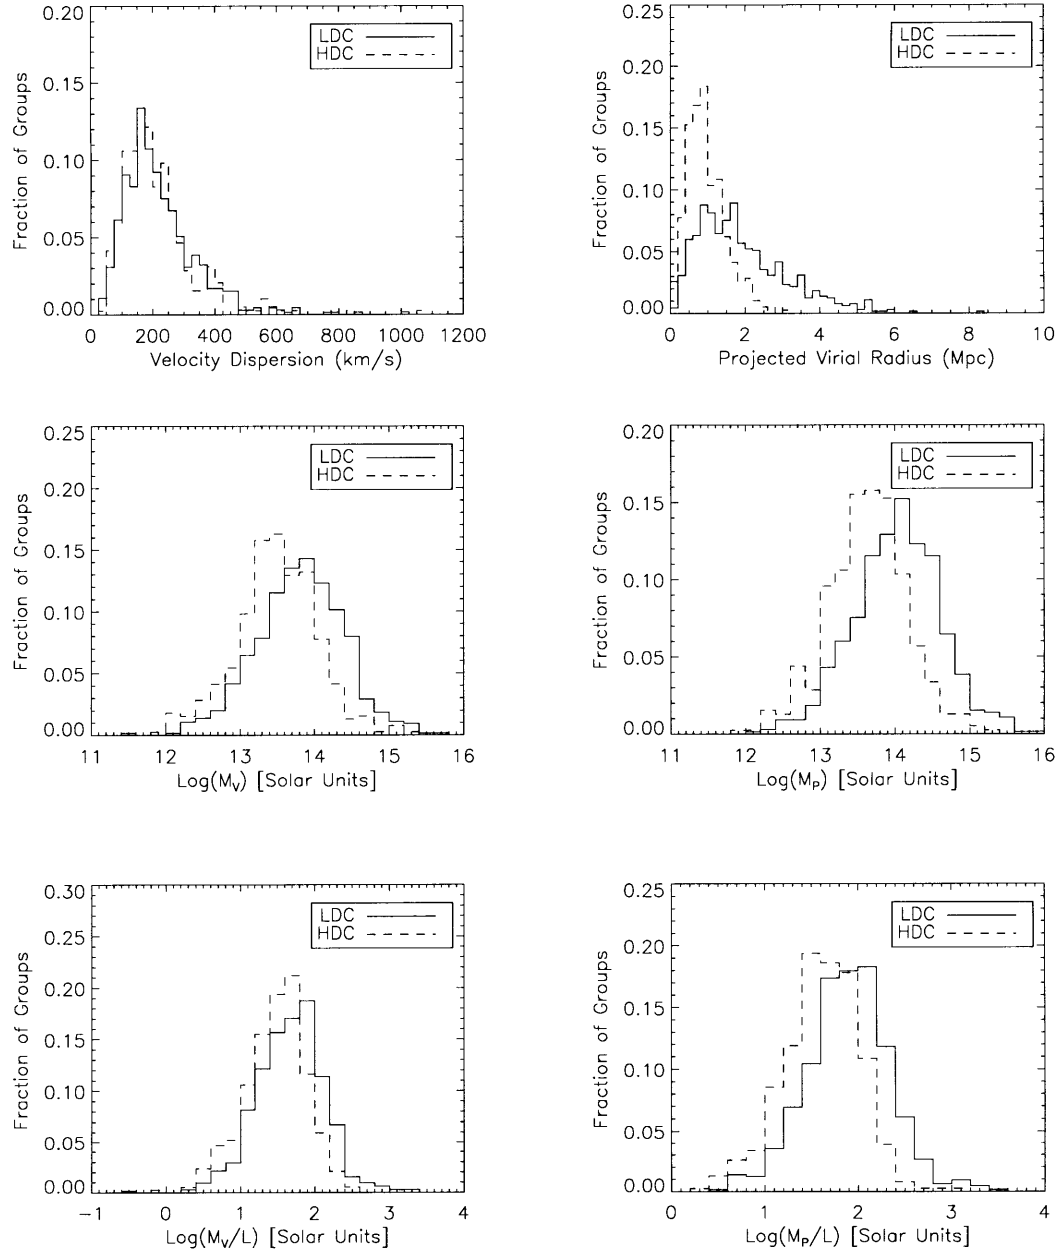 0.20
0.15
0.10
0.05
0.00
Fraction of Groups
LDC
HDC
0 200 400 600 800 1000 1200
Velocity Dispersion (km/s)
0.25
0.20
0.15
0.10
0.05
0.00
Fraction of Groups
LDC
HDC
0 2 4 6 8 10
Projected Virial Radius (Mpc)
0.25
0.20
0.15
0.10
0.05
0.00
Fraction of Groups
LDC
HDC
11 12 13 14 15 16
Log(M_V) [Solar Units]
0.20
0.15
0.10
0.05
0.00
Fraction of Groups
LDC
HDC
11 12 13 14 15 16
Log(M_P) [Solar Units]
0.30
0.25
0.20
0.15
0.10
0.05
0.00
Fraction of Groups
LDC
HDC
-1 0 1 2 3 4
Log(M_V/L) [Solar Units]
0.25
0.20
0.15
0.10
0.05
0.00
Fraction of Groups
LDC
HDC
0 1 2 3 4
Log(M_P/L) [Solar Units]